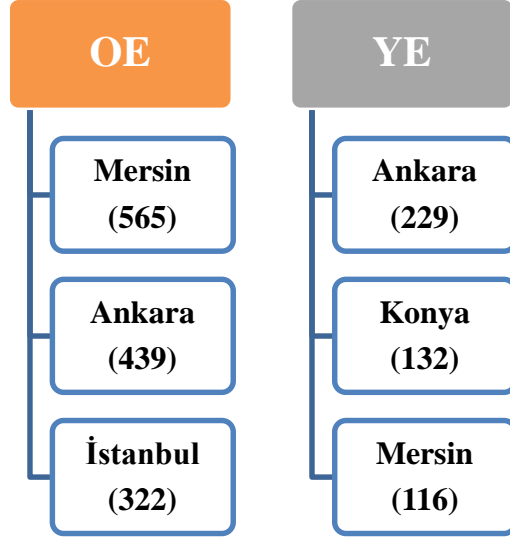 OE
Mersin
(565)
Ankara
(439)
İstanbul
(322)
YE
Ankara
(229)
Konya
(132)
Mersin
(116)